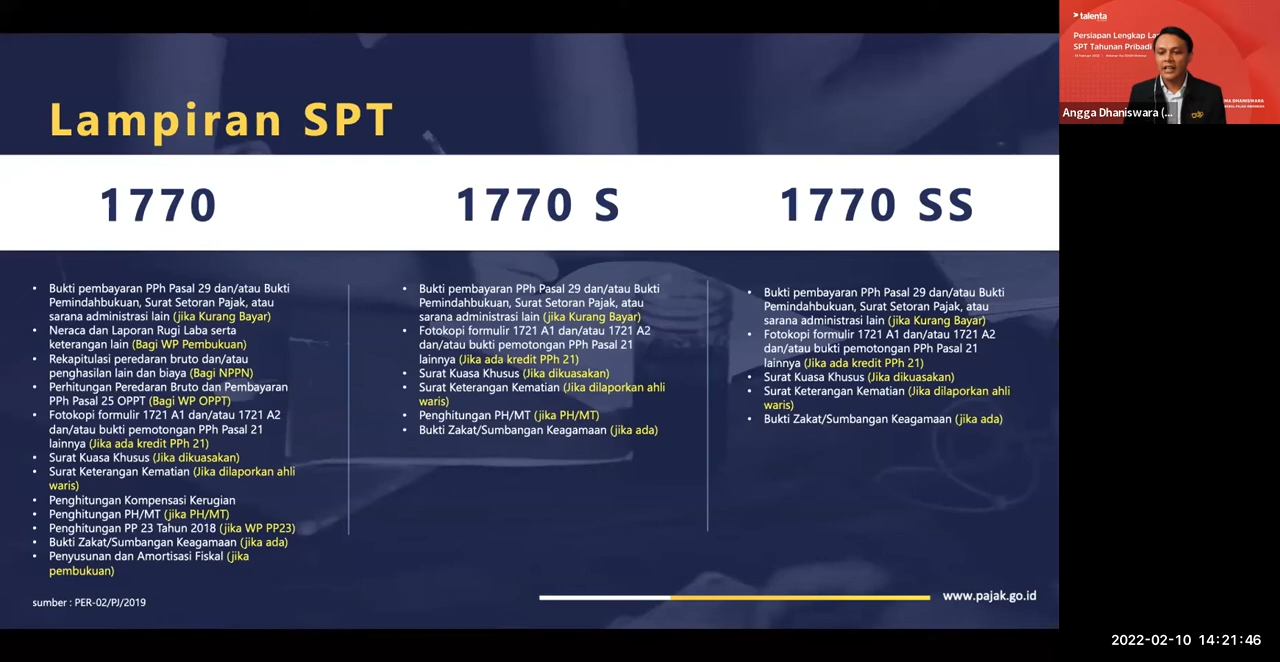 Lampiran SPT
1770
1770 S
1770 SS
• Bukti pembayaran PPh Pasal 29 dan/atau Bukti
Pemindahbukuan, Surat Setoran Pajak, atau
sarana administrasi lain (jika Kurang Bayar)
• Neraca dan Laporan Rugi Laba serta
keterangan lain (Bagi WP Pembukuan)
• Rekapitulasi peredaran bruto dan/atau
penghasilan lain dan biaya (Bagi NPPN)
• Perhitungan Peredaran Bruto dan Pembayaran
PPh Pasal 25 OPPT (Bagi WP OPPT)
• Fotokopi formulir 1721 A1 dan/atau 1721 A2
dan/atau bukti pemotongan PPh Pasal 21
lainnya (Jika ada kredit PPh 21)
• Surat Kuasa Khusus (Jika dikuasakan)
• Surat Keterangan Kematian (Jika dilaporkan ahli
waris)
• Penghitungan Kompensasi Kerugian
• Penghitungan PH/MT (jika PH/MT)
• Penghitungan PP 23 Tahun 2018 (jika WP PP23)
• Bukti Zakat/Sumbangan Keagamaan (jika ada)
• Penyusunan dan Amortisasi Fiskal (jika
pembukuan)
• Bukti pembayaran PPh Pasal 29 dan/atau Bukti
Pemindahbukuan, Surat Setoran Pajak, atau
sarana administrasi lain (jika Kurang Bayar)
• Fotokopi formulir 1721 A1 dan/atau 1721 A2
dan/atau bukti pemotongan PPh Pasal 21
lainnya (Jika ada kredit PPh 21)
• Surat Kuasa Khusus (Jika dikuasakan)
• Surat Keterangan Kematian (Jika dilaporkan ahli
waris)
• Penghitungan PH/MT (jika PH/MT)
• Bukti Zakat/Sumbangan Keagamaan (jika ada)
• Bukti pembayaran PPh Pasal 29 dan/atau Bukti
Pemindahbukuan, Surat Setoran Pajak, atau
sarana administrasi lain (jika Kurang Bayar)
• Fotokopi formulir 1721 A1 dan/atau 1721 A2
dan/atau bukti pemotongan PPh Pasal 21
lainnya (Jika ada kredit PPh 21)
• Surat Kuasa Khusus (Jika dikuasakan)
• Surat Keterangan Kematian (Jika dilaporkan ahli
waris)
• Bukti Zakat/Sumbangan Keagamaan (jika ada)
sumber : PER-02/PJ/2019
www.pajak.go.id
talenta
Persiapan Lengkap La
SPT Tahunan Pribadi
Angga Dhaniswara (...
2022-02-10 14:21:46